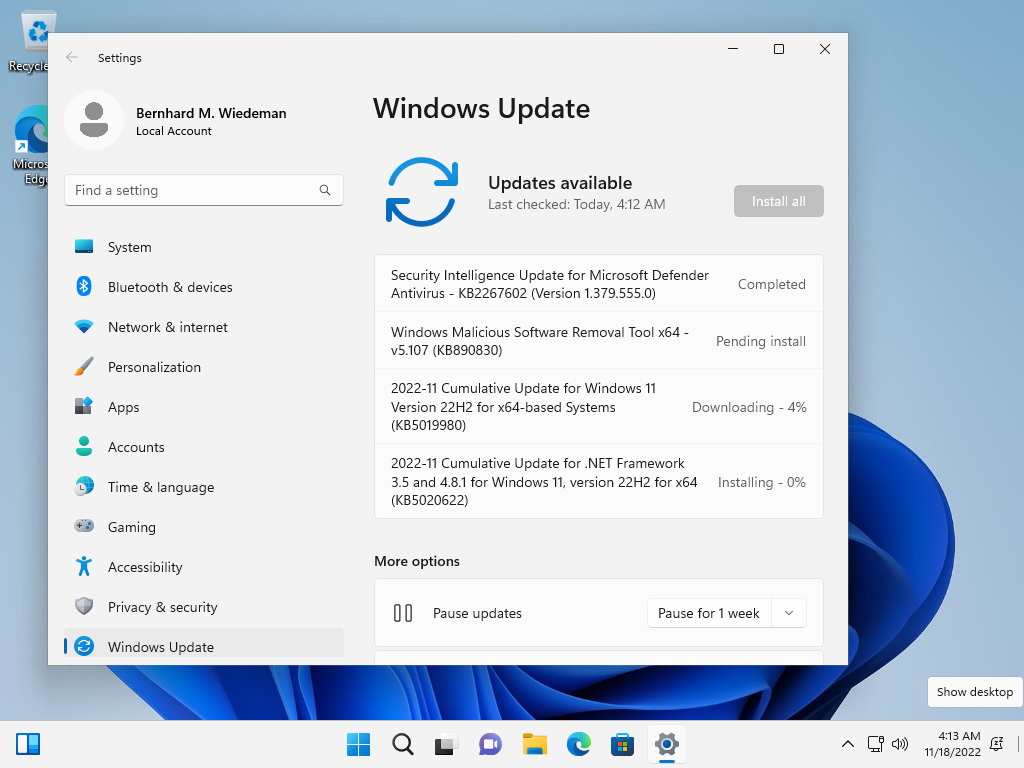 Recycle
Micros
Edge
Settings
Bernhard M. Wiedeman
Local Account
Find a setting
System
Bluetooth & devices
Network & internet
Personalization
Apps
Accounts
Time & language
Gaming
Accessibility
Privacy & security
Windows Update
Windows Update
Updates available
Last checked: Today, 4:12 AM
Install all
Security Intelligence Update for Microsoft Defender
Antivirus - KB2267602 (Version 1.379.555.0)
Completed
Windows Malicious Software Removal Tool x64 -
v5.107 (KB890830)
Pending install
2022-11 Cumulative Update for Windows 11
Version 22H2 for x64-based Systems
(KB5019980)
Downloading - 4%
2022-11 Cumulative Update for .NET Framework
3.5 and 4.8.1 for Windows 11, version 22H2 for x64
(KB5020622)
Installing - 0%
More options
Pause updates
Pause for 1 week
Show desktop
4:13 AM
11/18/2022